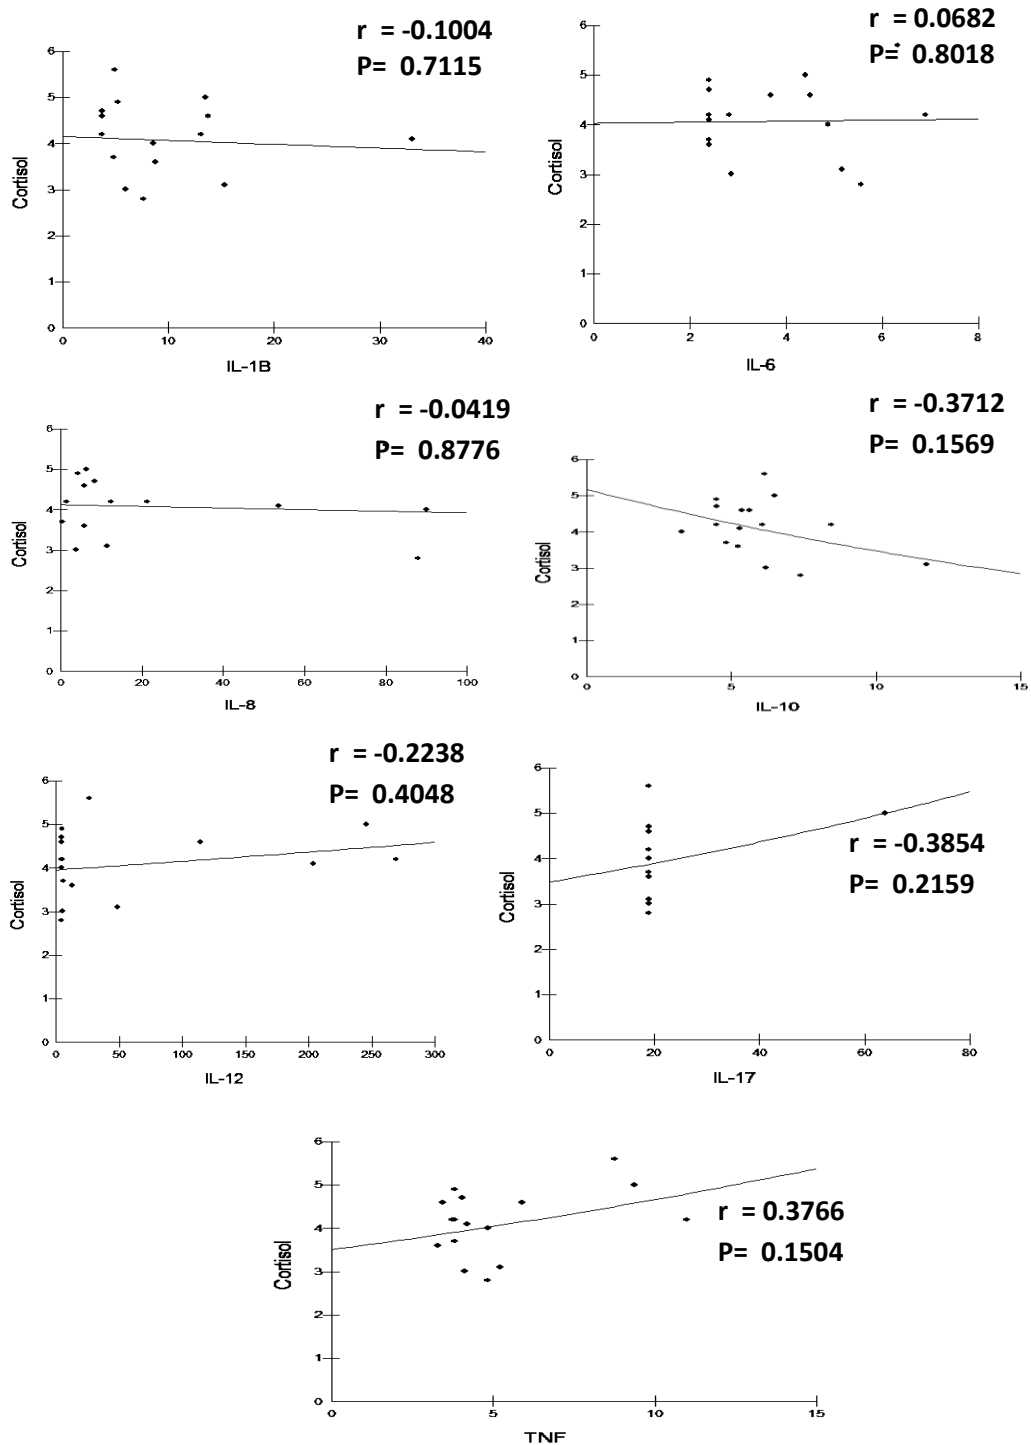 r = -0.1004
P= 0.7115
6
5
4
3
2
1
0
Cortisol
0 10 20 30 40
IL-1B
r = 0.0682
P= 0.8018
6
5
4
3
2
1
0
Cortisol
0 2 4 6 8
IL-6
r = -0.0419
P= 0.8776
6
5
4
3
2
1
0
Cortisol
0 20 40 60 80 100
IL-8
r = -0.3712
P= 0.1569
6
5
4
3
2
1
0
Cortisol
0 5 10 15
IL-10
r = -0.2238
P= 0.4048
6
5
4
3
2
1
0
Cortisol
0 50 100 150 200 250 300
IL-12
6
5
4
3
2
1
0
Cortisol
r = -0.3854
P= 0.2159
0 20 40 60 80
IL-17
6
5
4
3
2
1
0
Cortisol
r = 0.3766
P= 0.1504
0 5 10 15
TNF